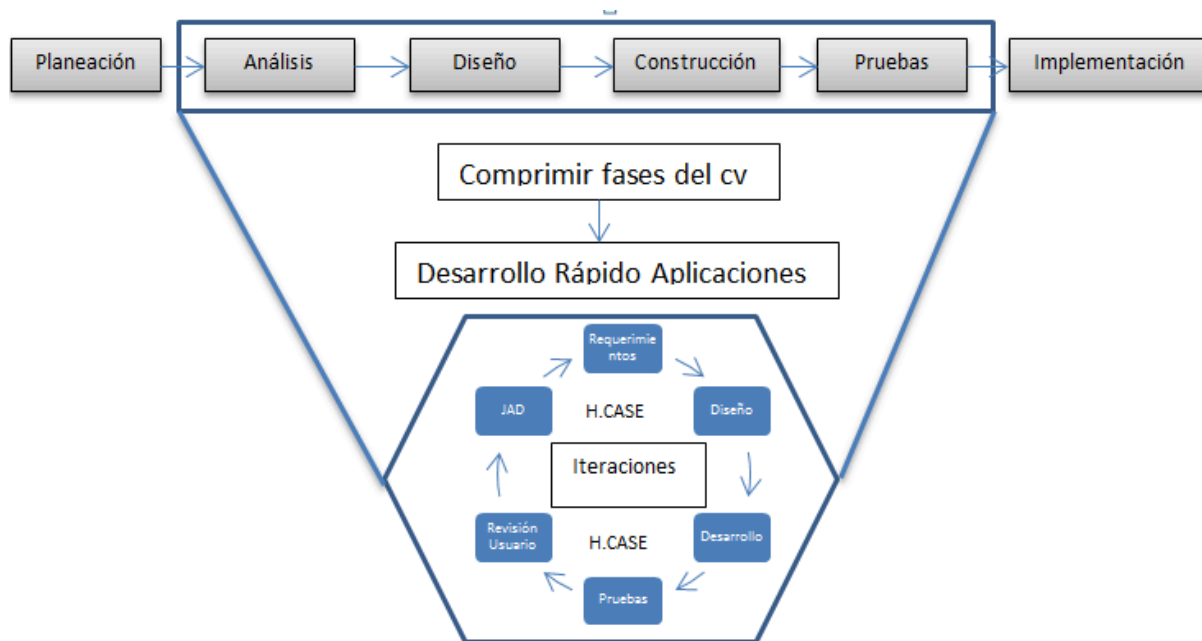 Planeación
Análisis
Diseño
Construcción
Pruebas
Implementación
Comprimir fases del cv
Desarrollo Rápido Aplicaciones
Requerimie
ntos
JAD
H.CASE
Diseño
Iteraciones
Revisión
Usuario
H.CASE
Desarrollo
Pruebas